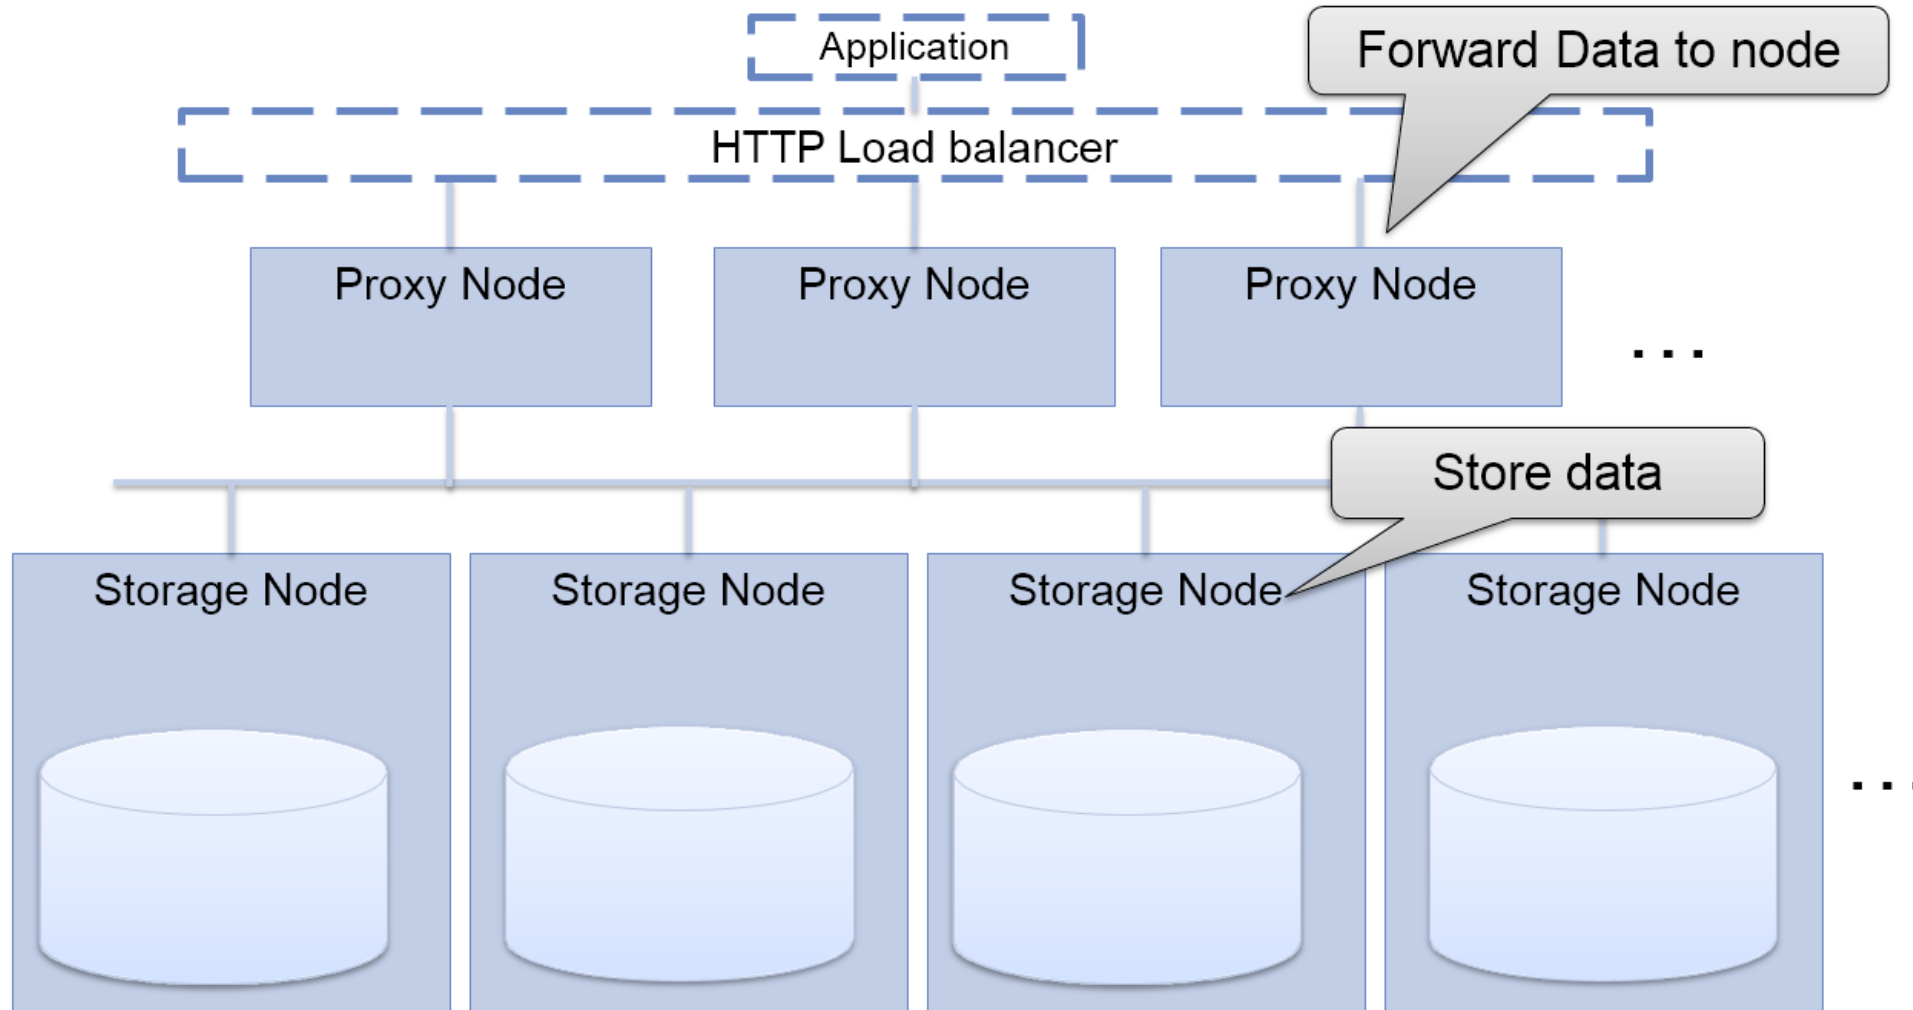 Application
Forward Data to node
HTTP Load balancer
Proxy Node
Proxy Node
Proxy Node
...
Store data
Storage Node
Storage Node
Storage Node
Storage Node
...